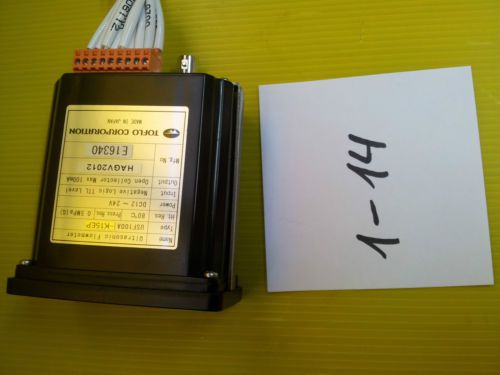 Name Ultrasonic Flowmeter
Type USF100A -K15EP
Ht. Res. 80℃ Press Res. 0.5MPa(G)
Power DC12～24V
Input Negative Logic TTL Level
Output Open Collector Max 100mA
HAGV2012
Mfg. No E16340
TOFLO CORPORATION
MADE IN JAPAN
1-14